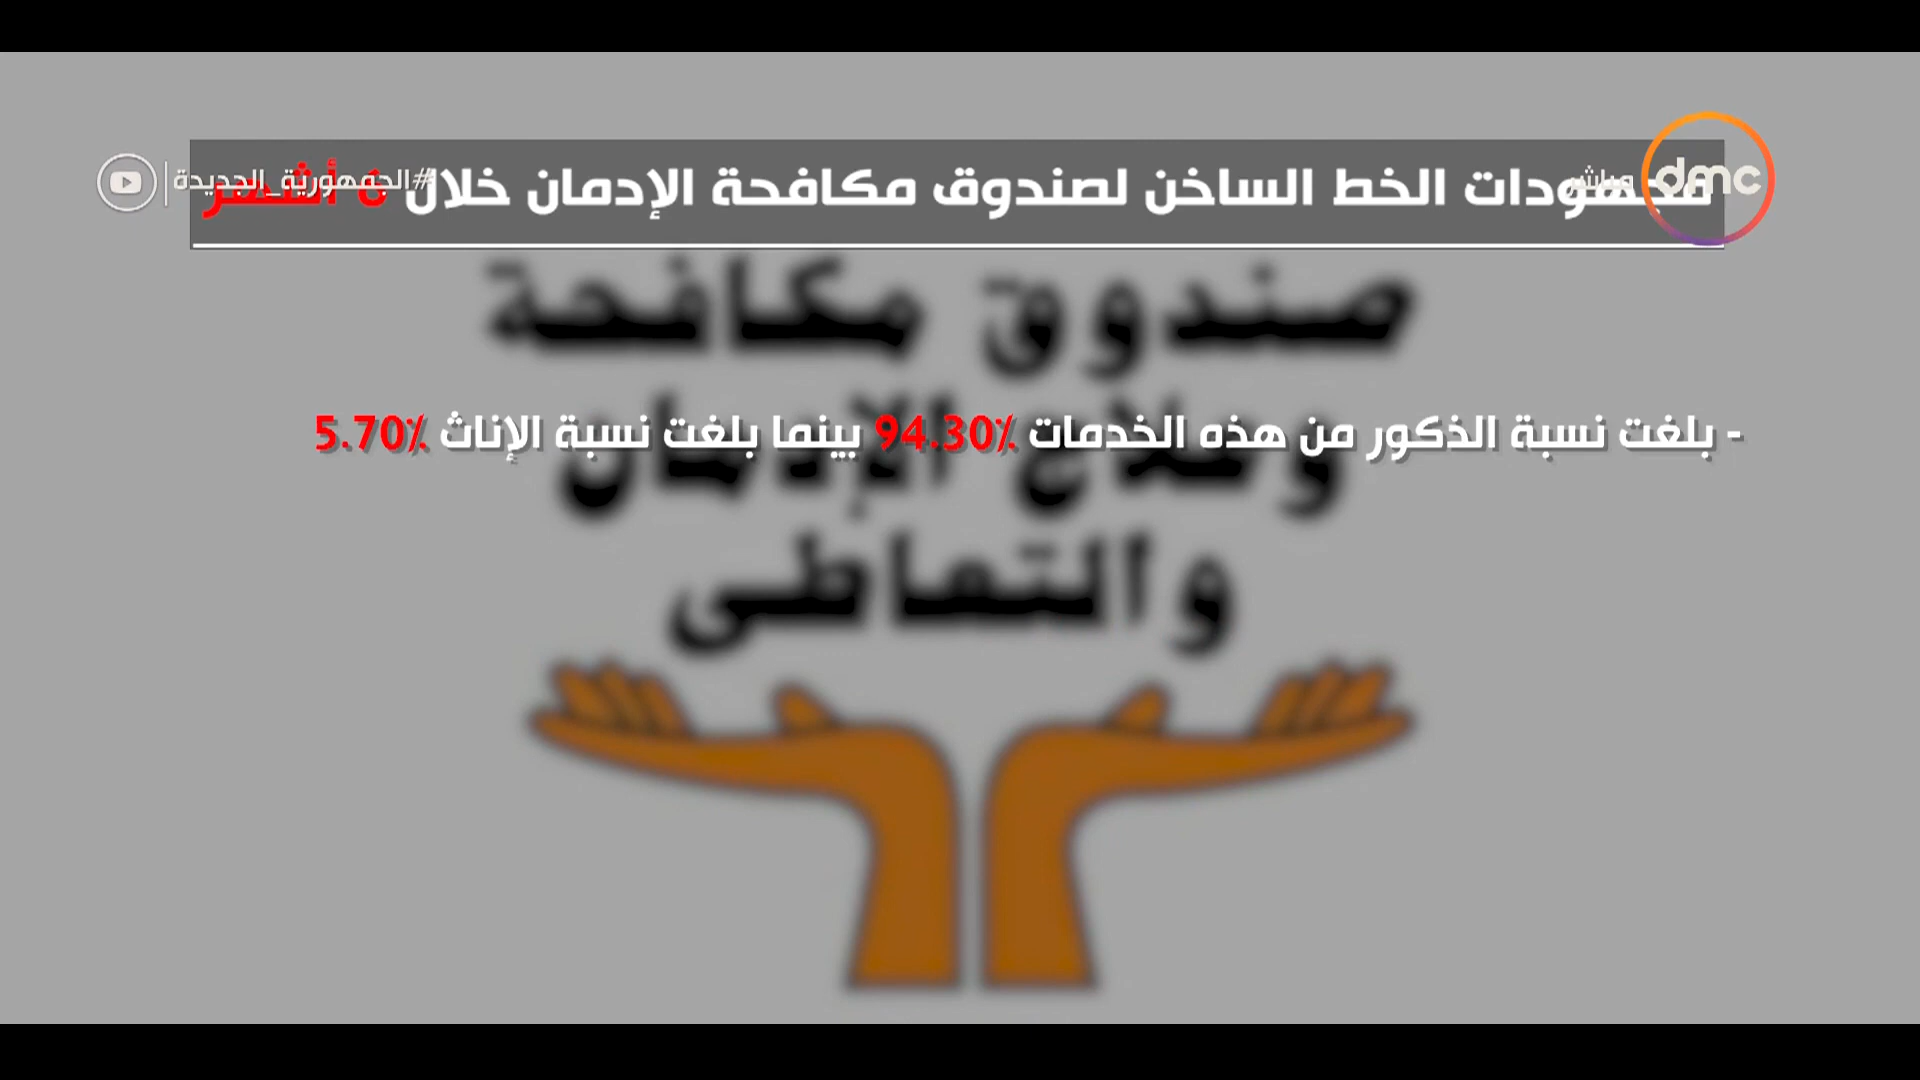 مجهودات الخط الساخن لصندوق مكافحة الإدمان خلال أشهر
dmc
مباشر
#الجمهورية_الجديدة
صندوق مكافحة
- بلغت نسبة الذكور من هذه الخدمات 94.30٪ بينما بلغت نسبة الإناث 5.70٪
وعلاج الإدمان
والتعاطى